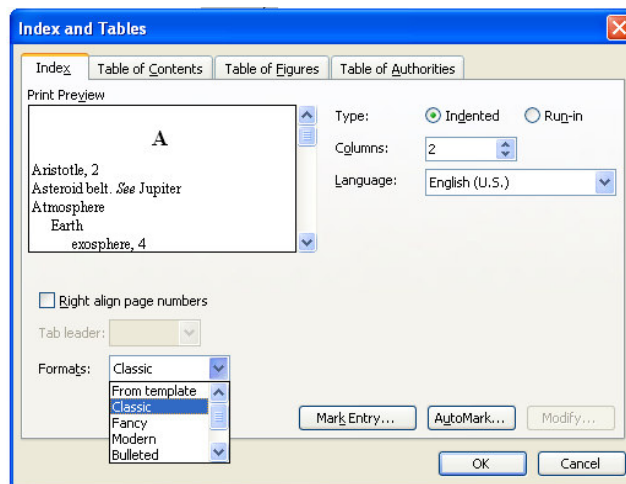 Index and Tables
Index
Table of Contents
Table of Figures
Table of Authorities
Print Preview
A
Aristotle, 2
Asteroid belt. See Jupiter
Atmosphere
Earth
exosphere, 4
Type:
Indented
Run-in
Columns:
2
Language:
English (U.S.)
Right align page numbers
Tab leader:
Formats:
Classic
From template
Classic
Fancy
Modern
Bulleted
Mark Entry...
AutoMark...
Modify...
OK
Cancel